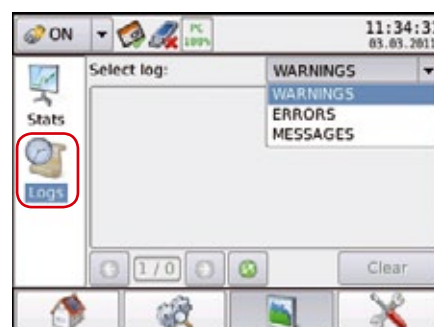 ON
PC
100%
11:34:3
03.03.2011
Select log:
WARNINGS
WARNINGS
ERRORS
MESSAGES
Stats
Logs
1 / 0
Clear